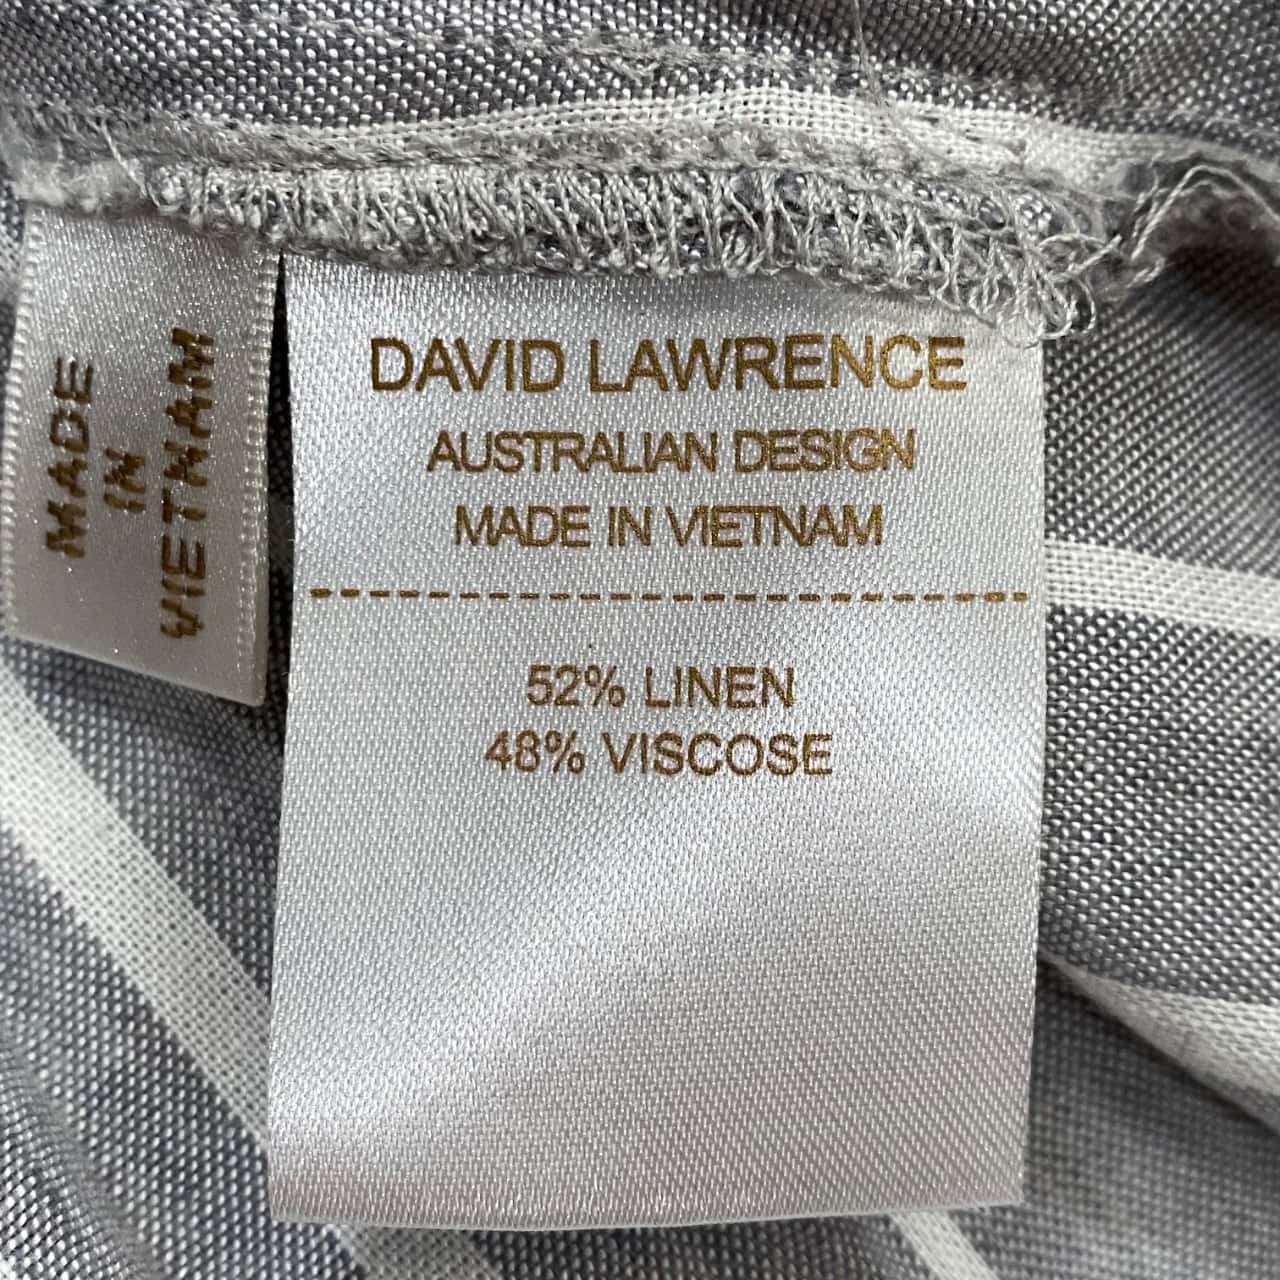 MADE
IN
VIETNAM
DAVID LAWRENCE
AUSTRALIAN DESIGN
MADE IN VIETNAM
52% LINEN
48% VISCOSE